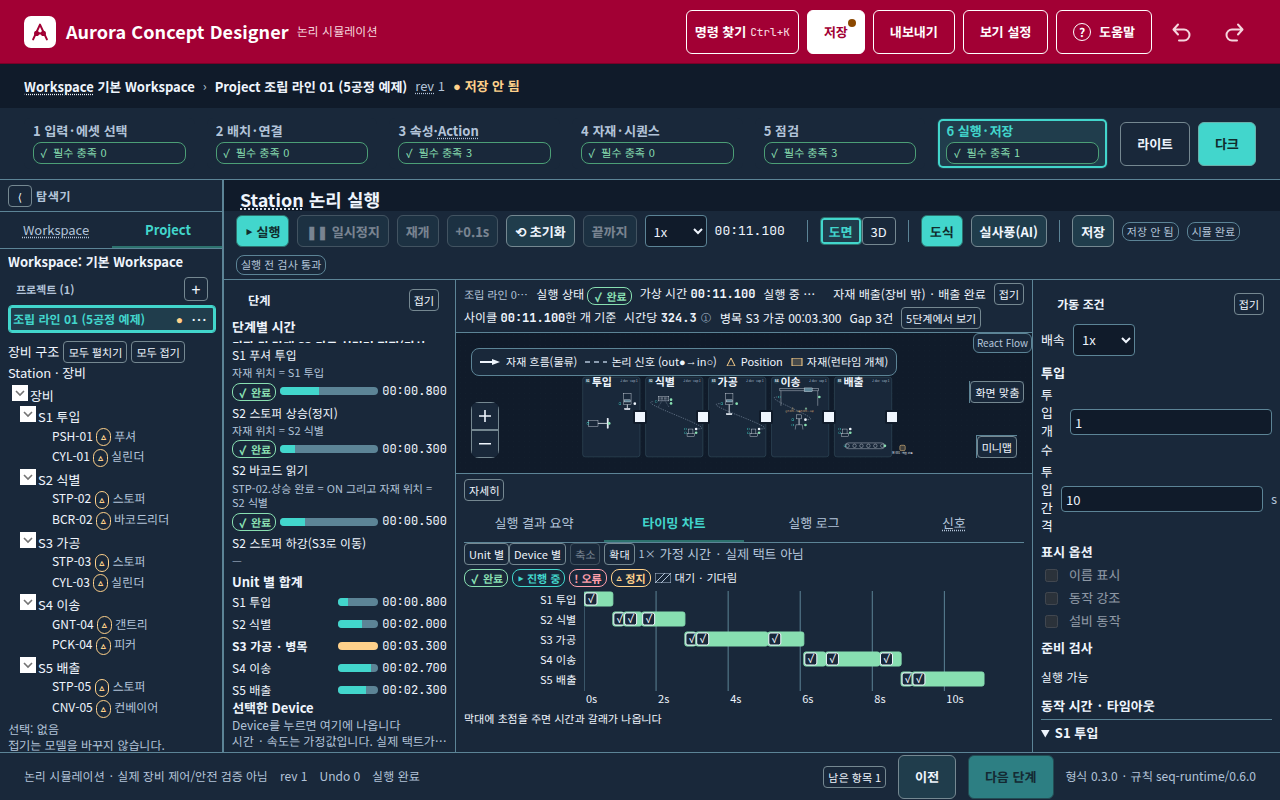 Aurora Concept Designer 논리 시뮬레이션
명령 찾기 Ctrl+K
저장
내보내기
보기 설정
? 도움말
Workspace 기본 Workspace › Project 조립 라인 01 (5공정 예제) rev 1 ● 저장 안 됨
1 입력·에셋 선택
✓ 필수 충족 0
2 배치·연결
✓ 필수 충족 0
3 속성·Action
✓ 필수 충족 3
4 자재·시퀀스
✓ 필수 충족 0
5 점검
✓ 필수 충족 3
6 실행·저장
✓ 필수 충족 1
라이트
다크
⟨ 탐색기
Workspace
Project
Workspace: 기본 Workspace
프로젝트 (1)
+
조립 라인 01 (5공정 예제) ● ⋯
장비 구조 모두 펼치기 모두 접기
Station · 장비
장비
S1 투입
PSH-01 푸셔
CYL-01 실린더
S2 식별
STP-02 스토퍼
BCR-02 바코드리더
S3 가공
STP-03 스토퍼
CYL-03 실린더
S4 이송
GNT-04 갠트리
PCK-04 피커
S5 배출
STP-05 스토퍼
CNV-05 컨베이어
선택: 없음
접기는 모델을 바꾸지 않습니다.
Station 논리 실행
▶ 실행
❚❚ 일시정지
재개
+0.1s
⟲ 초기화
끝까지
1x
00:11.100
도면
3D
도식
실사풍(AI)
저장
저장 안 됨
시뮬 완료
실행 전 검사 통과
단계
접기
단계별 시간
S1 푸셔 투입
자재 위치 = S1 투입
✓ 완료 00:00.800
S2 스토퍼 상승(정지)
자재 위치 = S2 식별
✓ 완료 00:00.300
S2 바코드 읽기
STP-02.상승 완료 = ON 그리고 자재 위치 =
S2 식별
✓ 완료 00:00.500
S2 스토퍼 하강(S3로 이동)
—
Unit 별 합계
S1 투입 00:00.800
S2 식별 00:02.000
S3 가공 · 병목 00:03.300
S4 이송 00:02.700
S5 배출 00:02.300
선택한 Device
Device를 누르면 여기에 나옵니다
시간 · 속도는 가정값입니다. 실제 택트가…
조립 라인 0… 실행 상태 ✓ 완료 가상 시간 00:11.100 실행 중 … 자재 배출(장비 밖) · 배출 완료 접기
사이클 00:11.100한 개 기준 시간당 324.3 ⓘ 병목 S3 가공 00:03.300 Gap 3건 5단계에서 보기
React Flow
자재 흐름(물류) 논리 신호 (out●→in○) △ Position 자재(런타임 개체)
투입 식별 가공 이송 배출
+
−
화면 맞춤
미니맵
자세히
실행 결과 요약
타이밍 차트
실행 로그
신호
Unit 별 Device 별 축소 확대 1× 가정 시간 · 실제 택트 아님
✓ 완료 ▶ 진행 중 ! 오류 정지 대기 · 기다림
S1 투입
S2 식별
S3 가공
S4 이송
S5 배출
0s 2s 4s 6s 8s 10s
막대에 초점을 주면 시간과 갈래가 나옵니다
가동 조건
접기
배속 1x
투입
투입 개수 1
투입 간격 10 s
표시 옵션
이름 표시
동작 강조
설비 동작
준비 검사
실행 가능
동작 시간 · 타임아웃
▼ S1 투입
논리 시뮬레이션 · 실제 장비 제어/안전 검증 아님 rev 1 Undo 0 실행 완료
남은 항목 1
이전
다음 단계
형식 0.3.0 · 규칙 seq-runtime/0.6.0